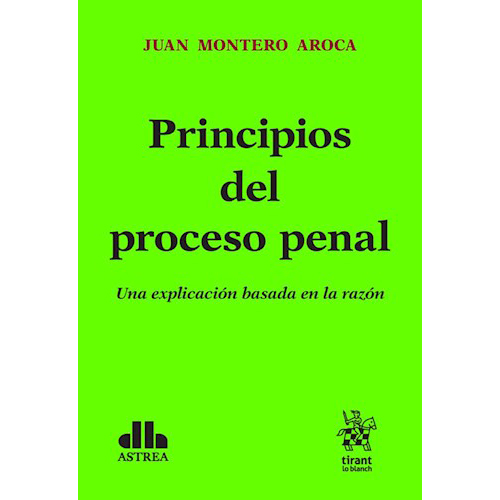 JUAN MONTERO AROCA
Principios
del
proceso penal
Una explicación basada en la razón
ASTREA
tirant
lo blanch